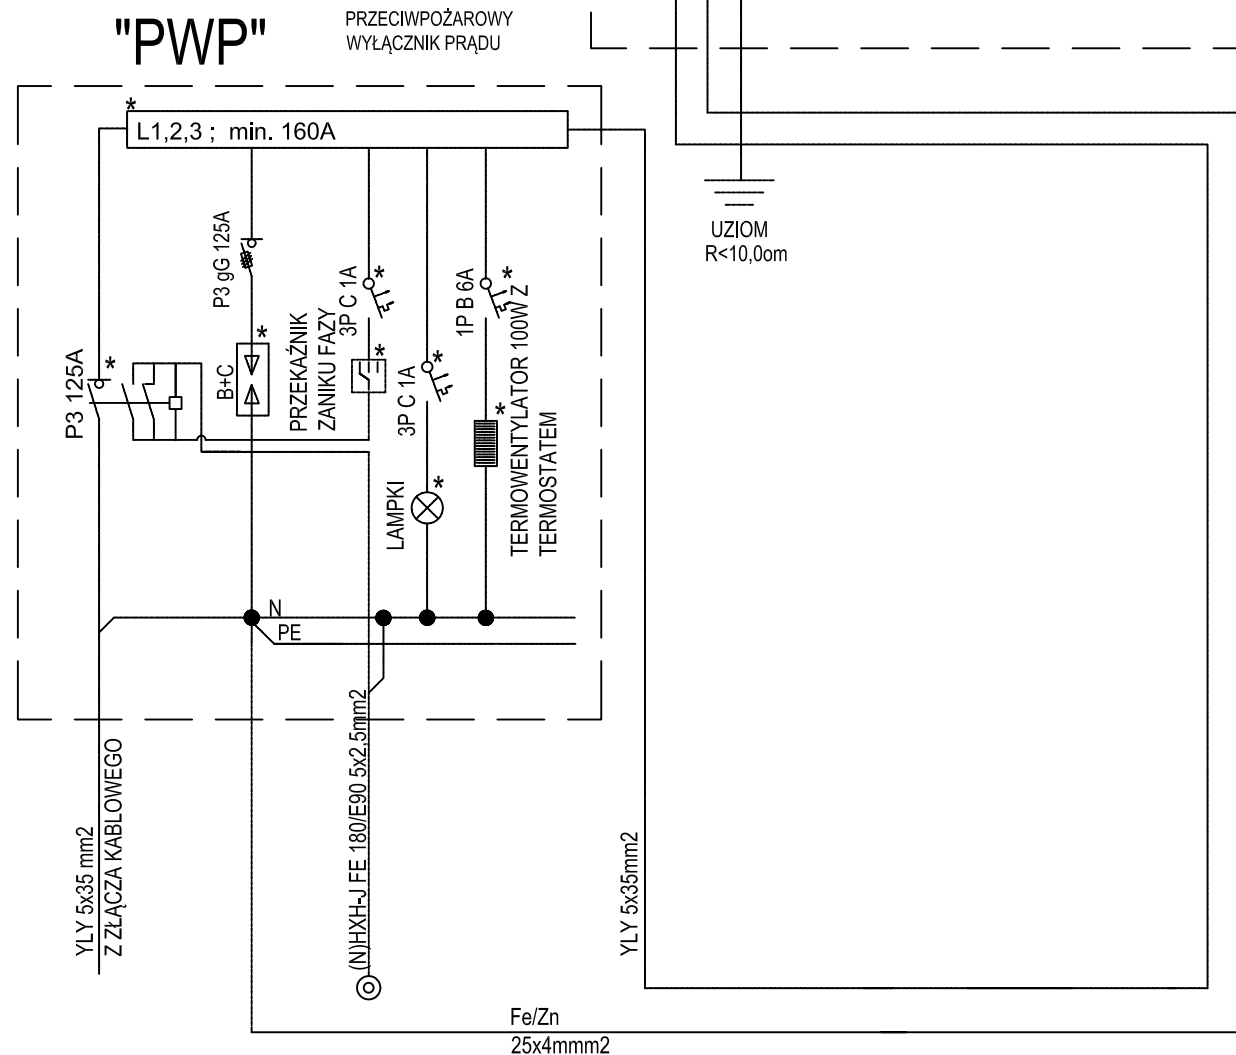 "PWP"
PRZECIWPOŻAROWY
WYŁĄCZNIK PRĄDU
*
L1,2,3 ; min. 160A
UZIOM
R<10,0om
P3 gG 125A
*
B+C
PRZEKAŹNIK
ZANIKU FAZY
3P C 1A
*
*
1P B 6A
*
TERMOWENTYLATOR 100W Z
TERMOSTATEM
*
P3 125A
*
3P C 1A
*
LAMPKI
*
N
PE
YLY 5x35 mm2
Z ZŁĄCZA KABLOWEGO
(N)HXH-J FE 180/E90 5x2,5mm2
YLY 5x35mm2
Fe/Zn
25x4mmm2